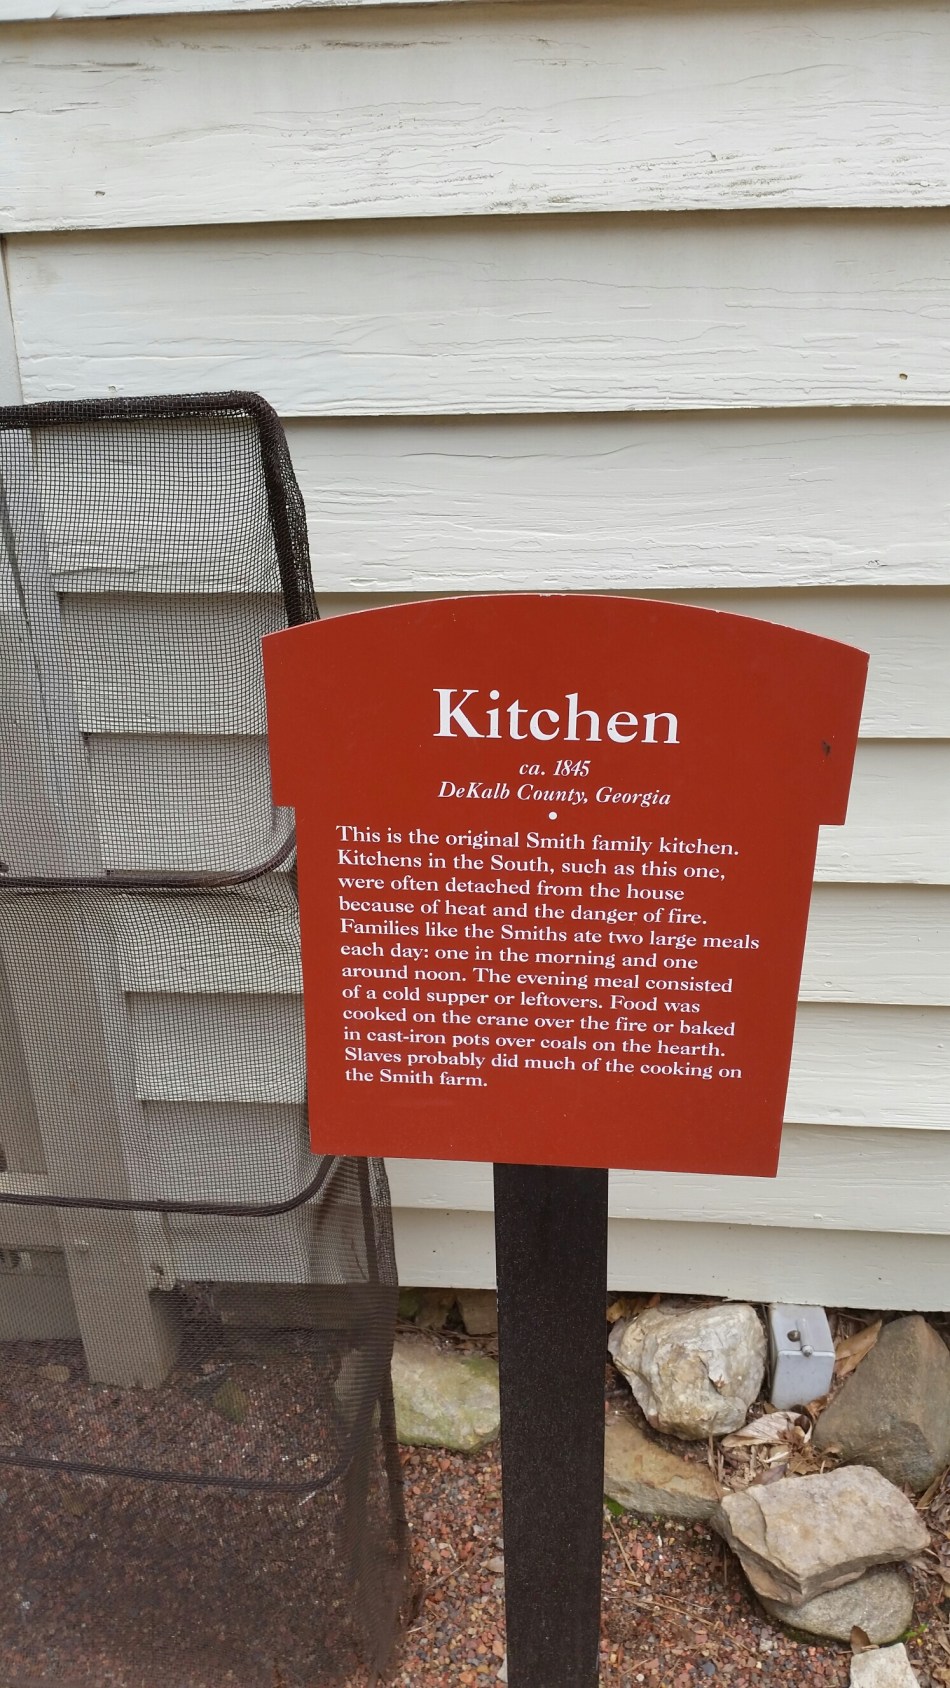 Kitchen
ca. 1845
DeKalb County, Georgia
This is the original Smith family kitchen.
Kitchens in the South, such as this one,
were often detached from the house
because of heat and the danger of fire.
Families like the Smiths ate two large meals
each day: one in the morning and one
around noon. The evening meal consisted
of a cold supper or leftovers. Food was
cooked on the crane over the fire or baked
in cast-iron pots over coals on the hearth.
Slaves probably did much of the cooking on
the Smith farm.